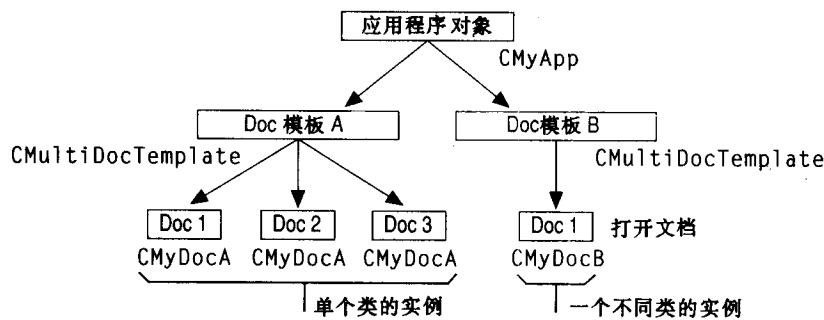 应用程序对象
CMyApp
Doc 模板 A
Doc模板 B
CMultiDocTemplate
CMultiDocTemplate
Doc 1
Doc 2
Doc 3
Doc 1
打开文档
CMyDocA
CMyDocA
CMyDocA
CMyDocB
单个类的实例
一个不同类的实例